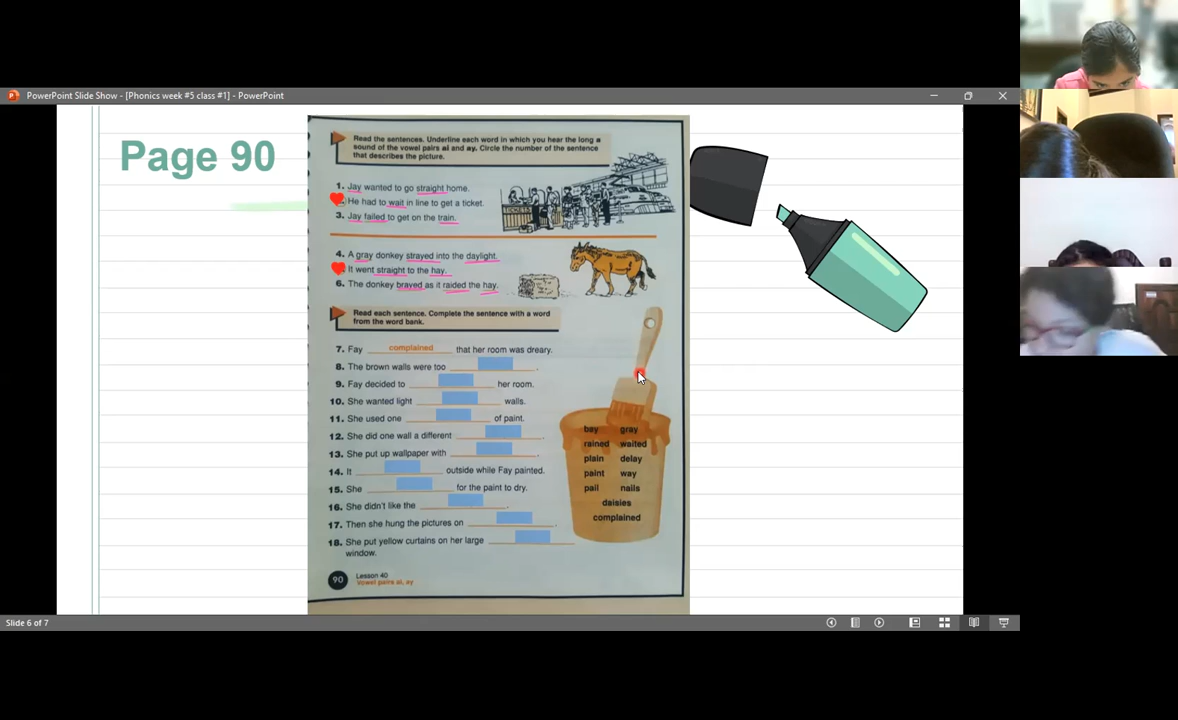 PowerPoint Slide Show - [Phonics week #5 class #1] - PowerPoint
Page 90
Read the sentences. Underline each word in which you hear the long a
sound of the vowel pairs ai and ay. Circle the number of the sentence
that describes the picture.
1. Jay wanted to go straight home.
He had to wait in line to get a ticket.
3. Jay failed to get on the train.
TICKETS
4. A gray donkey strayed into the daylight.
It went straight to the hay.
6. The donkey brayed as it raided the hay.
Read each sentence. Complete the sentence with a word
from the word bank.
7. Fay complained that her room was dreary.
8. The brown walls were too .
9. Fay decided to her room.
10. She wanted light walls.
11. She used one of paint.
12. She did one wall a different .
13. She put up wallpaper with .
14. It outside while Fay painted.
15. She for the paint to dry.
16. She didn't like the .
17. Then she hung the pictures on .
18. She put yellow curtains on her large
window.
bay gray
rained waited
plain delay
paint way
pail nails
daisies
complained
90
Lesson 40
Vowel pairs ai, ay
Slide 6 of 7